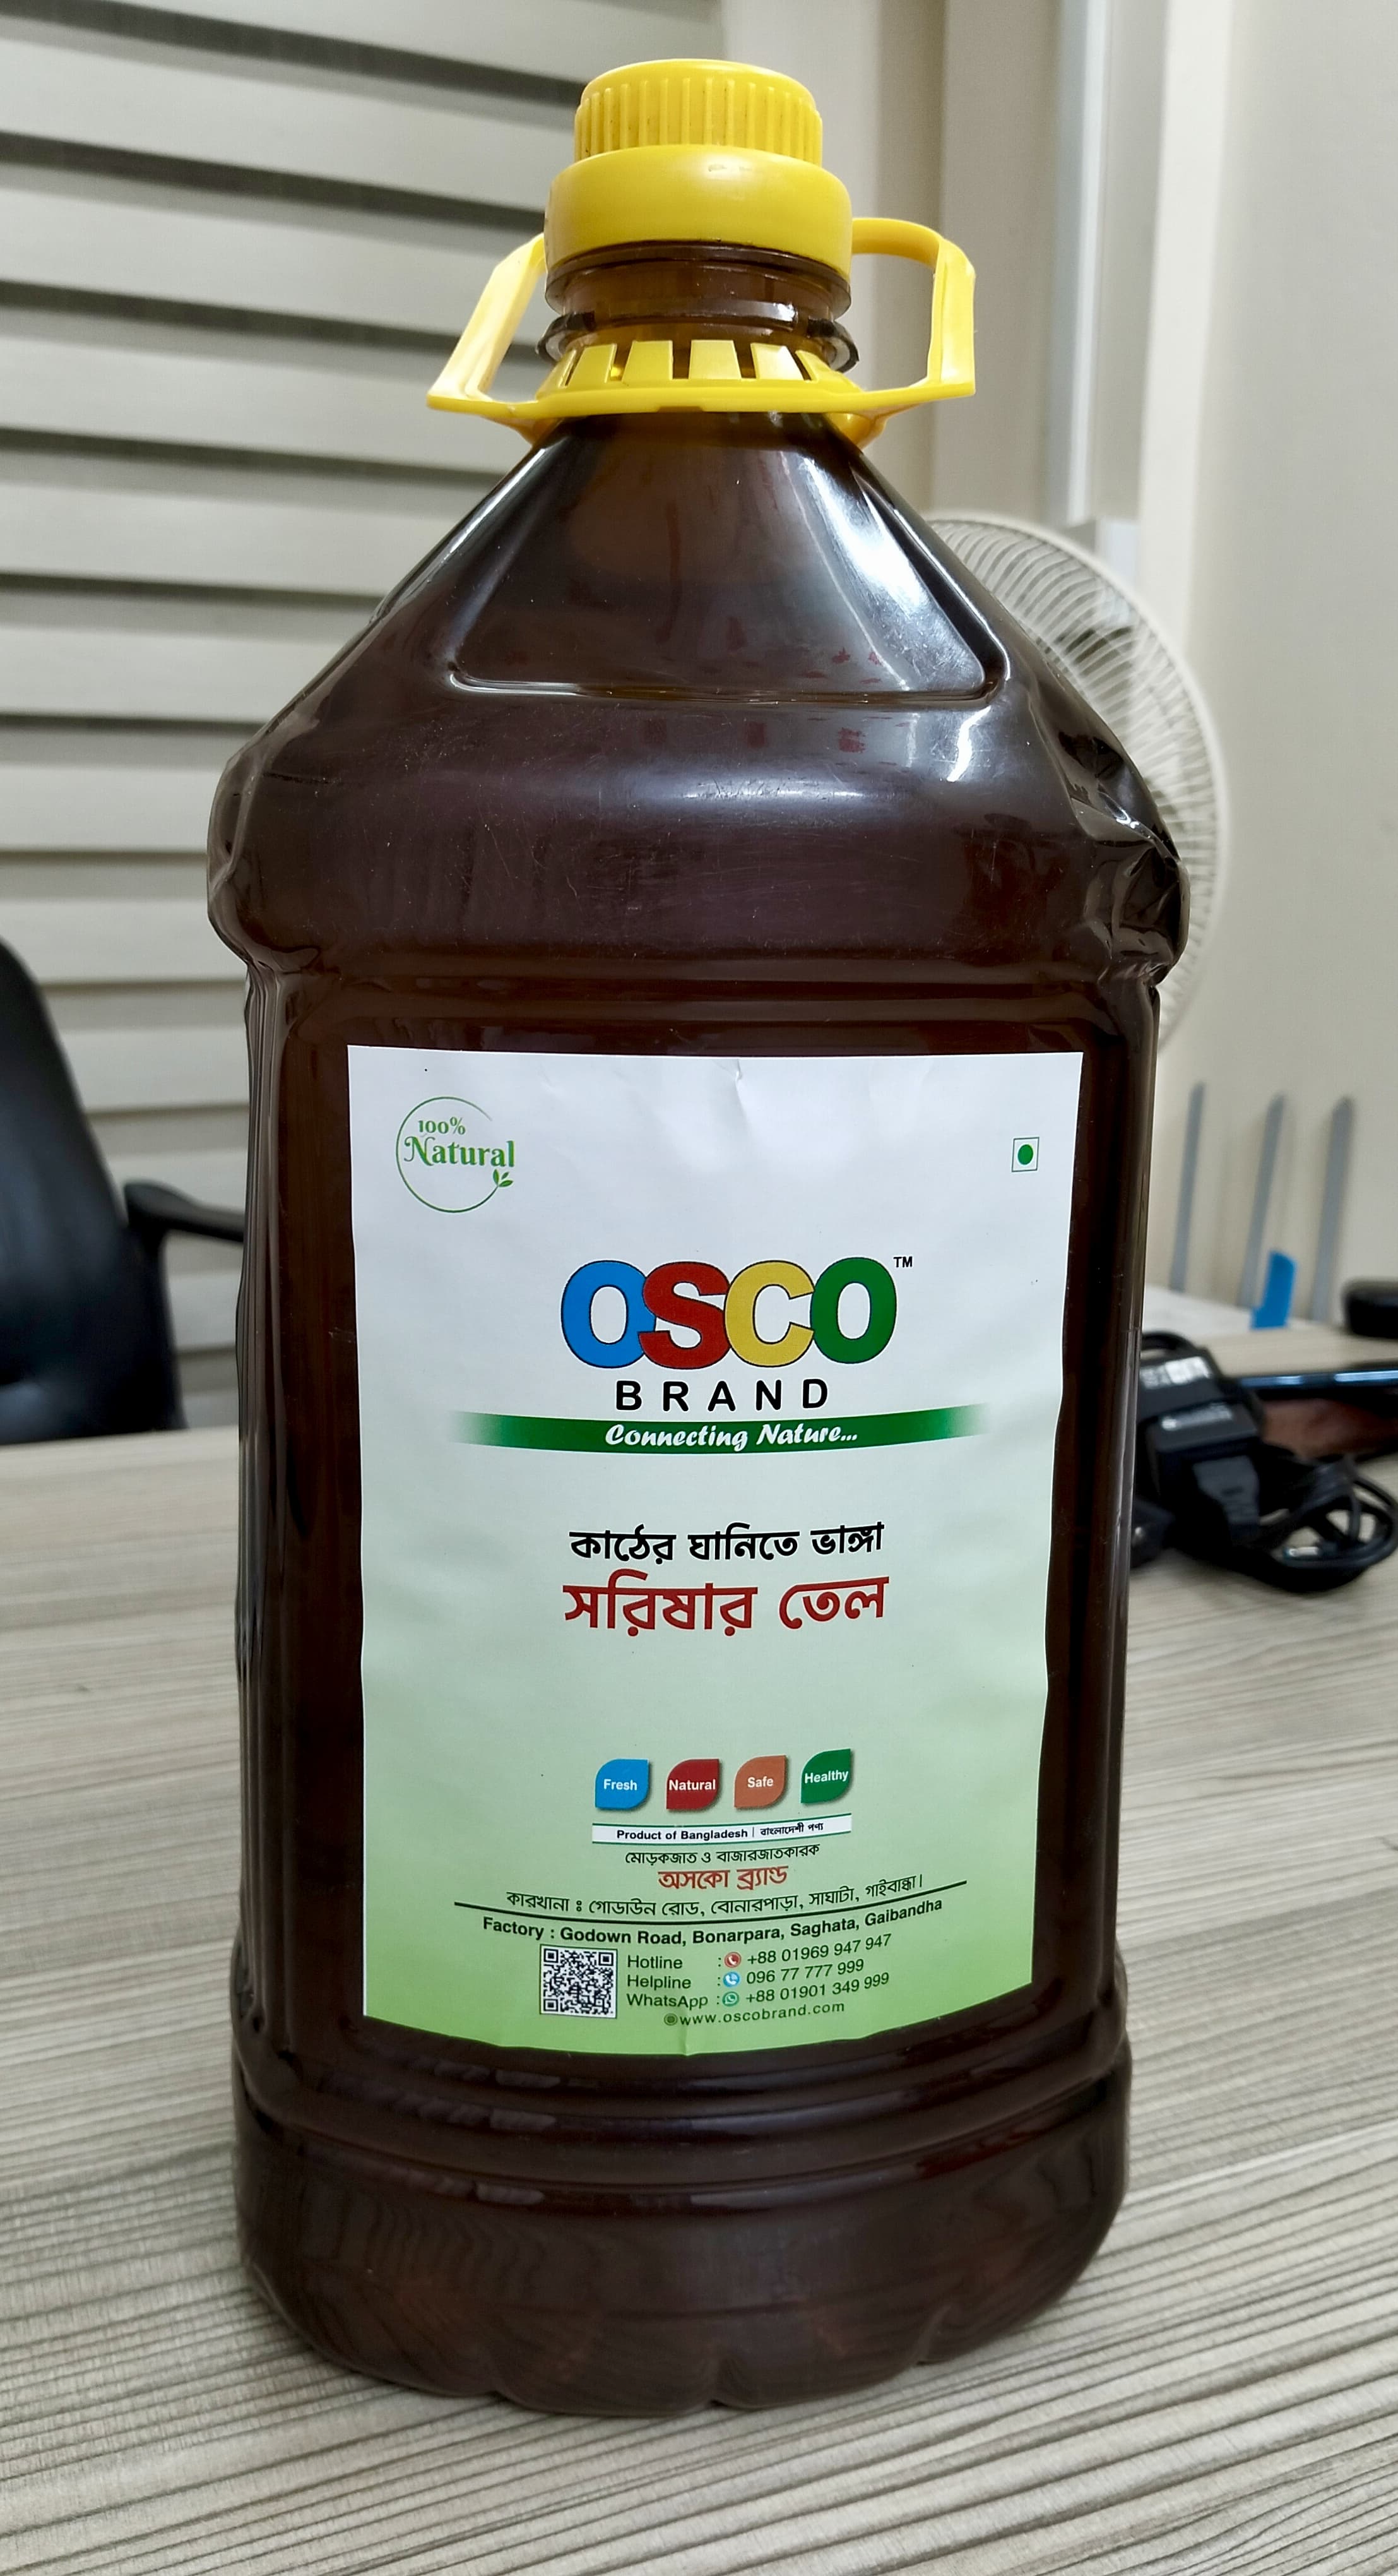 100%
Natural
OSCO™
BRAND
Connecting Nature...
কাঠের ঘানিতে ভাঙ্গা
সরিষার তেল
Fresh Natural Safe Healthy
Product of Bangladesh | বাংলাদেশী পণ্য
মোড়কজাত ও বাজারজাতকারক
অসকো ব্র্যান্ড
কারখানা ঃ গোডাউন রোড, বোনারপাড়া, সাঘাটা, গাইবান্ধা।
Factory : Godown Road, Bonarpara, Saghata, Gaibandha
Hotline : +88 01969 947 947
Helpline : 096 77 777 999
WhatsApp : +88 01901 349 999
www.oscobrand.com